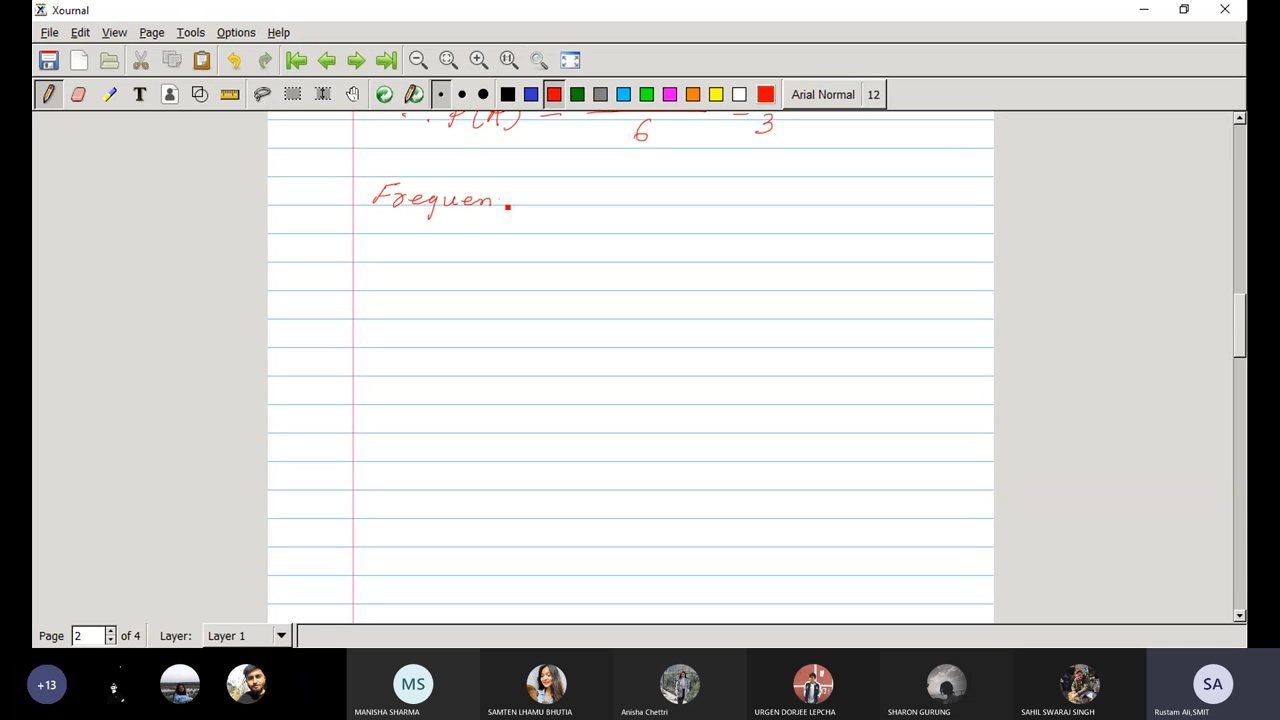 Xournal
File Edit View Page Tools Options Help
Arial Normal 12
∴ P(A) = 6 = 3
Frequen
Page 2 of 4 Layer: Layer 1
+13 MS SA
MANISHA SHARMA SAMTEN LHAMU BHUTIA Anisha Chettri URGEN DORJEE LEPCHA SHARON GURUNG SAHIL SWARAJ SINGH Rustam Ali,SMIT